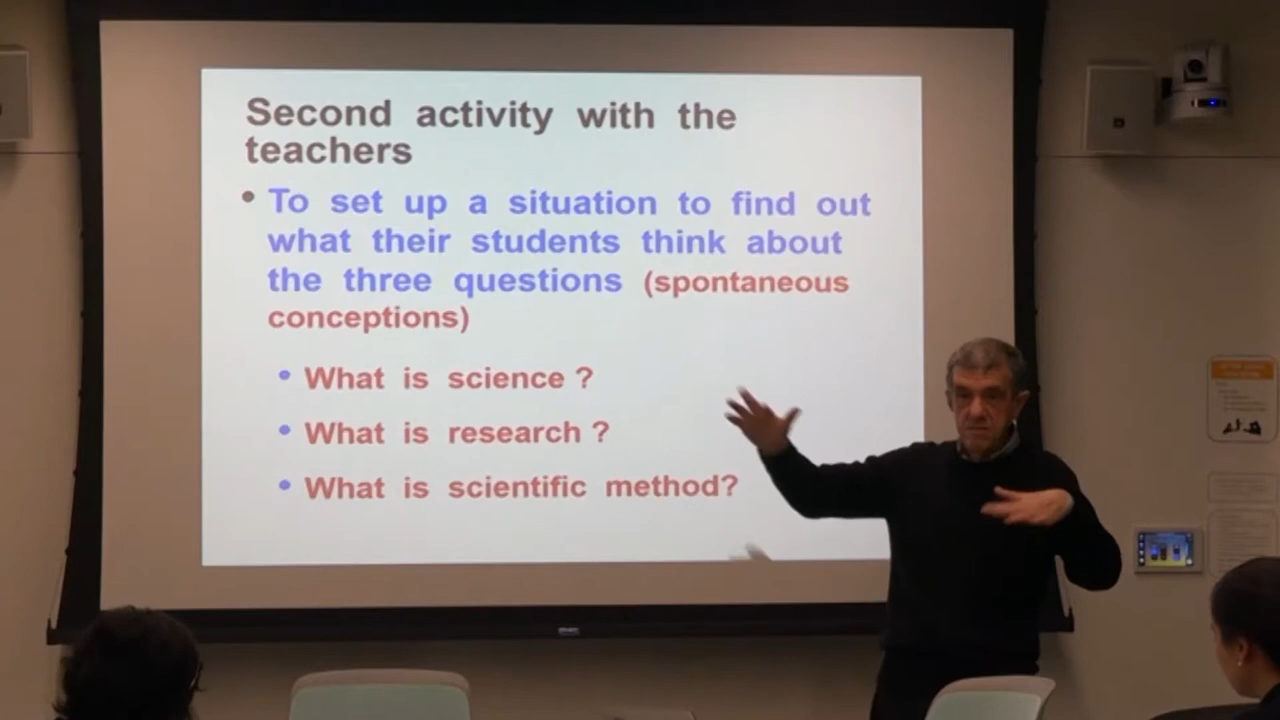 Second activity with the
teachers
• To set up a situation to find out
what their students think about
the three questions (spontaneous
conceptions)
• What is science ?
• What is research ?
• What is scientific method?